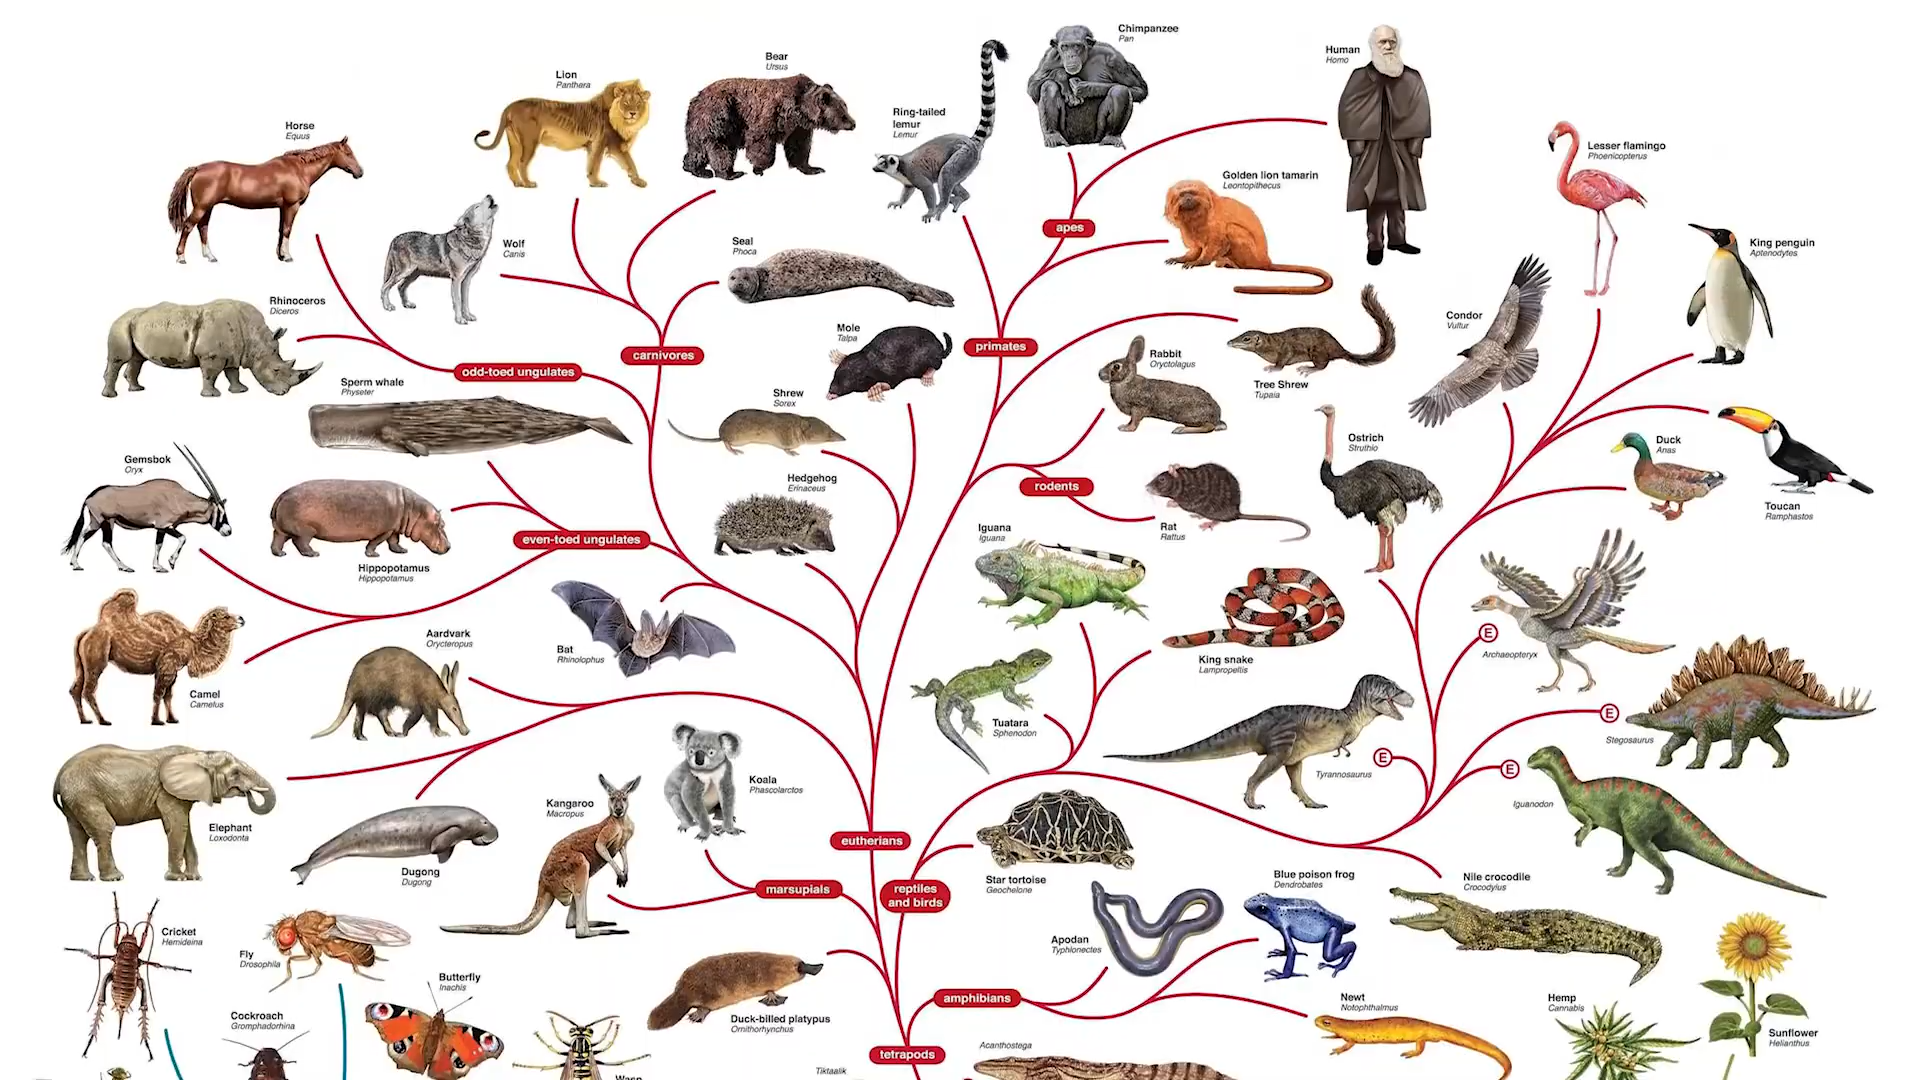 Chimpanzee
Pan
Human
Homo
Bear
Ursus
Lion
Panthera
Ring-tailed
lemur
Lemur
Horse
Equus
Lesser flamingo
Phoenicopterus
Golden lion tamarin
Leontopithecus
apes
Wolf
Canis
Seal
Phoca
King penguin
Aptenodytes
Rhinoceros
Diceros
Condor
Vultur
Mole
Talpa
primates
carnivores
Rabbit
Oryctolagus
odd-toed ungulates
Sperm whale
Physeter
Tree Shrew
Tupaia
Shrew
Sorex
Ostrich
Struthio
Duck
Anas
Gemsbok
Oryx
Hedgehog
Erinaceus
rodents
Toucan
Ramphastos
Iguana
Iguana
Rat
Rattus
even-toed ungulates
Hippopotamus
Hippopotamus
Aardvark
Orycteropus
E
Bat
Rhinolophus
Archaeopteryx
King snake
Lampropeltis
Camel
Camelus
E
Tuatara
Sphenodon
Stegosaurus
E
Tyrannosaurus
E
Koala
Phascolarctos
Kangaroo
Macropus
Iguanodon
Elephant
Loxodonta
eutherians
Dugong
Dugong
Star tortoise
Geochelone
Blue poison frog
Dendrobates
Nile crocodile
Crocodylus
marsupials
reptiles
and birds
Cricket
Hemideina
Apodan
Typhlonectes
Fly
Drosophila
Butterfly
Inachis
amphibians
Newt
Notophthalmus
Hemp
Cannabis
Cockroach
Gromphadorhina
Duck-billed platypus
Ornithorhynchus
Sunflower
Helianthus
Acanthostega
tetrapods
Tiktaalik
Wasp